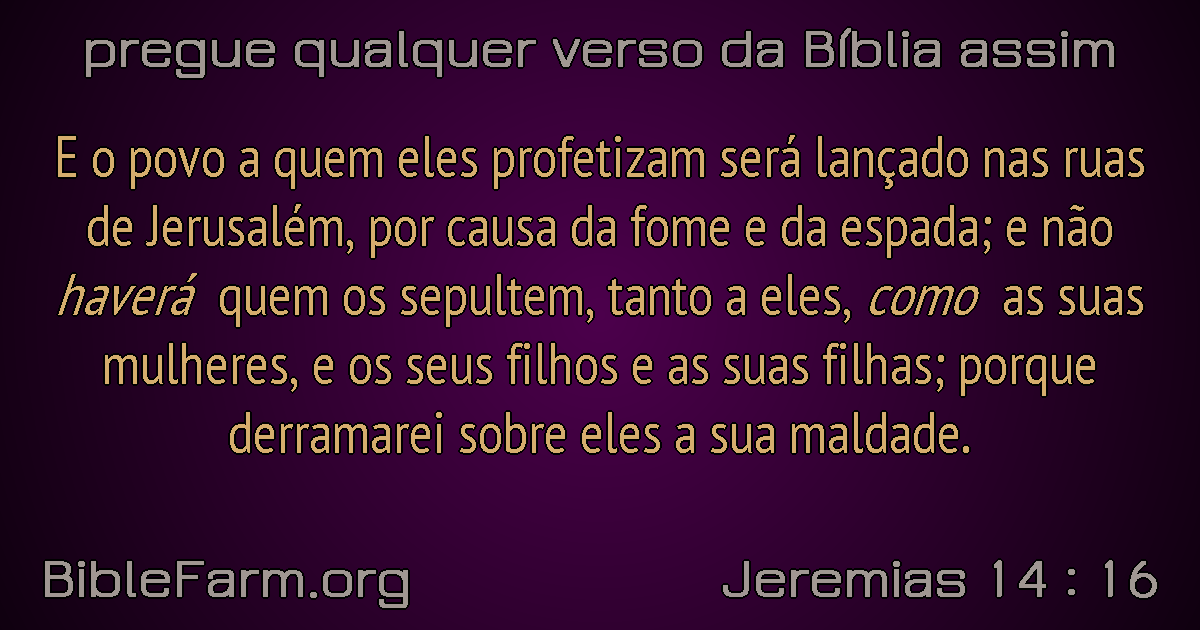 pregue qualquer verso da Bíblia assim
E o povo a quem eles profetizam será lançado nas ruas
de Jerusalém, por causa da fome e da espada; e não
haverá quem os sepultem, tanto a eles, como as suas
mulheres, e os seus filhos e as suas filhas; porque
derramarei sobre eles a sua maldade.
BibleFarm.org
Jeremias 14 : 16